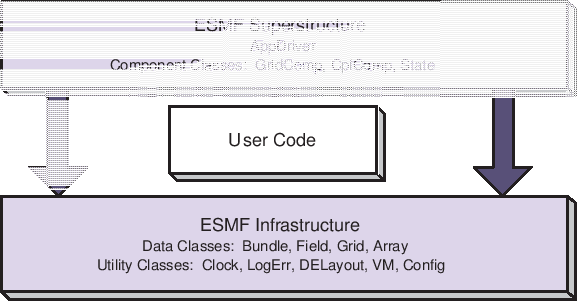 ESMF Superstructure
AppDriver
Component Classes: GridComp, CplComp, State
User Code
ESMF Infrastructure
Data Classes: Bundle, Field, Grid, Array
Utility Classes: Clock, LogErr, DELayout, VM, Config